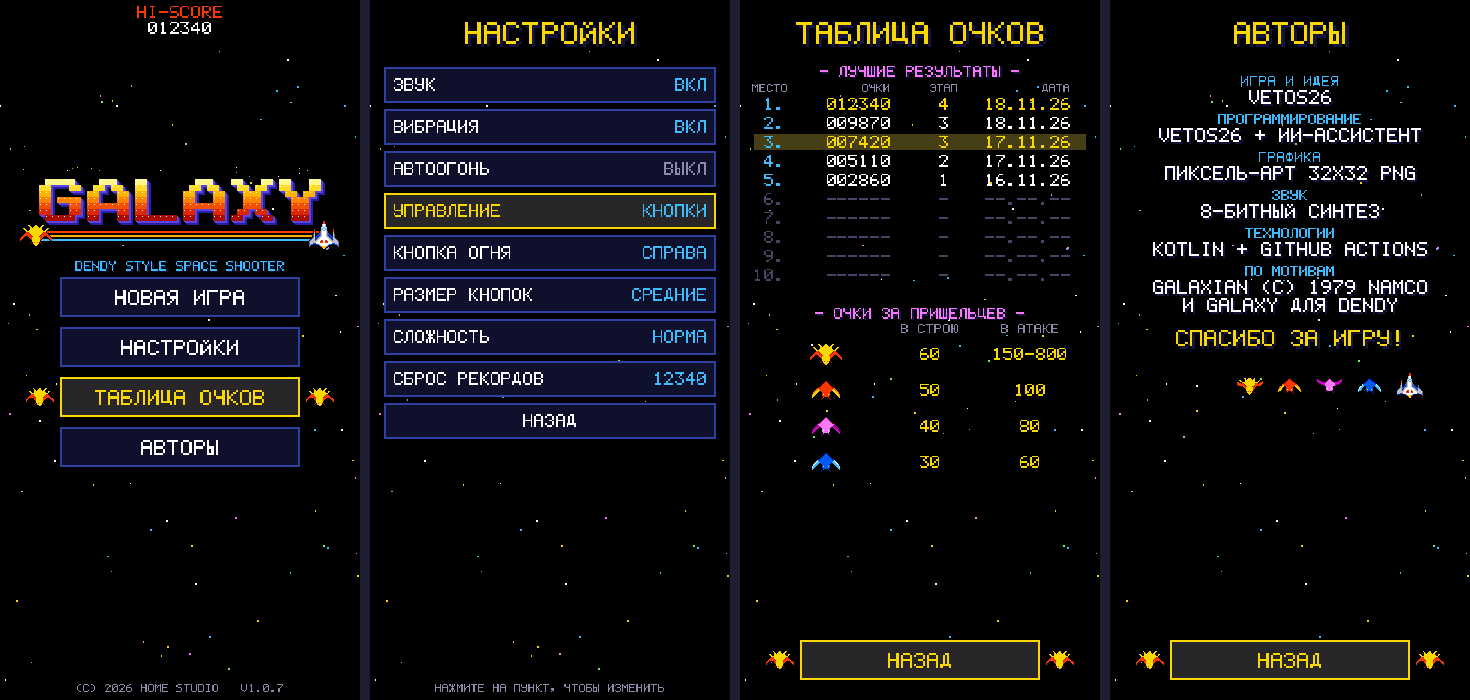 HI-SCORE
012340
GALAXY
DENDY STYLE SPACE SHOOTER
НОВАЯ ИГРА
НАСТРОЙКИ
ТАБЛИЦА ОЧКОВ
АВТОРЫ
(C) 2026 HOME STUDIO V1.0.7
НАСТРОЙКИ
ЗВУК ВКЛ
ВИБРАЦИЯ ВКЛ
АВТООГОНЬ ВЫКЛ
УПРАВЛЕНИЕ КНОПКИ
КНОПКА ОГНЯ СПРАВА
РАЗМЕР КНОПОК СРЕДНИЕ
СЛОЖНОСТЬ НОРМА
СБРОС РЕКОРДОВ 12340
НАЗАД
НАЖМИТЕ НА ПУНКТ, ЧТОБЫ ИЗМЕНИТЬ
ТАБЛИЦА ОЧКОВ
- ЛУЧШИЕ РЕЗУЛЬТАТЫ -
МЕСТО ОЧКИ ЭТАП ДАТА
1. 012340 4 18.11.26
2. 009870 3 18.11.26
3. 007420 3 17.11.26
4. 005110 2 17.11.26
5. 002860 1 16.11.26
6. ------ - --.--.--
7. ------ - --.--.--
8. ------ - --.--.--
9. ------ - --.--.--
10. ------ - --.--.--
- ОЧКИ ЗА ПРИШЕЛЬЦЕВ -
В СТРОЮ В АТАКЕ
60 150-800
50 100
40 80
30 60
НАЗАД
АВТОРЫ
ИГРА И ИДЕЯ
VETOS26
ПРОГРАММИРОВАНИЕ
VETOS26 + ИИ-АССИСТЕНТ
ГРАФИКА
ПИКСЕЛЬ-АРТ 32X32 PNG
ЗВУК
8-БИТНЫЙ СИНТЕЗ
ТЕХНОЛОГИИ
KOTLIN + GITHUB ACTIONS
ПО МОТИВАМ
GALAXIAN (C) 1979 NAMCO
И GALAXY ДЛЯ DENDY
СПАСИБО ЗА ИГРУ!
НАЗАД